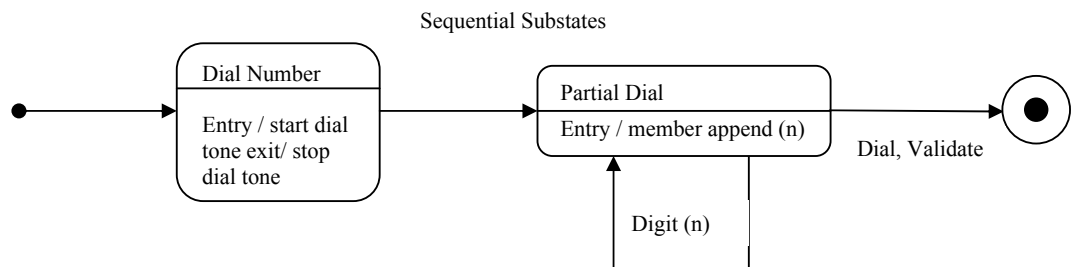 Sequential Substates
Dial Number
Entry / start dial
tone exit/ stop
dial tone
Partial Dial
Entry / member append (n)
Dial, Validate
Digit (n)